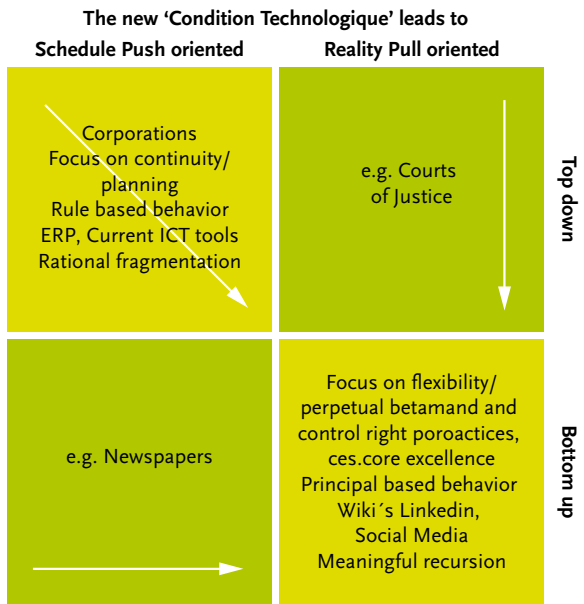 The new ‘Condition Technologique’ leads to
Schedule Push oriented
Reality Pull oriented
Corporations
Focus on continuity/
planning
Rule based behavior
ERP, Current ICT tools
Rational fragmentation
e.g. Courts
of Justice
Top down
e.g. Newspapers
Focus on flexibility/
perpetual betamand and
control right poroactices,
ces.core excellence
Principal based behavior
Wiki´s Linkedin,
Social Media
Meaningful recursion
Bottom up